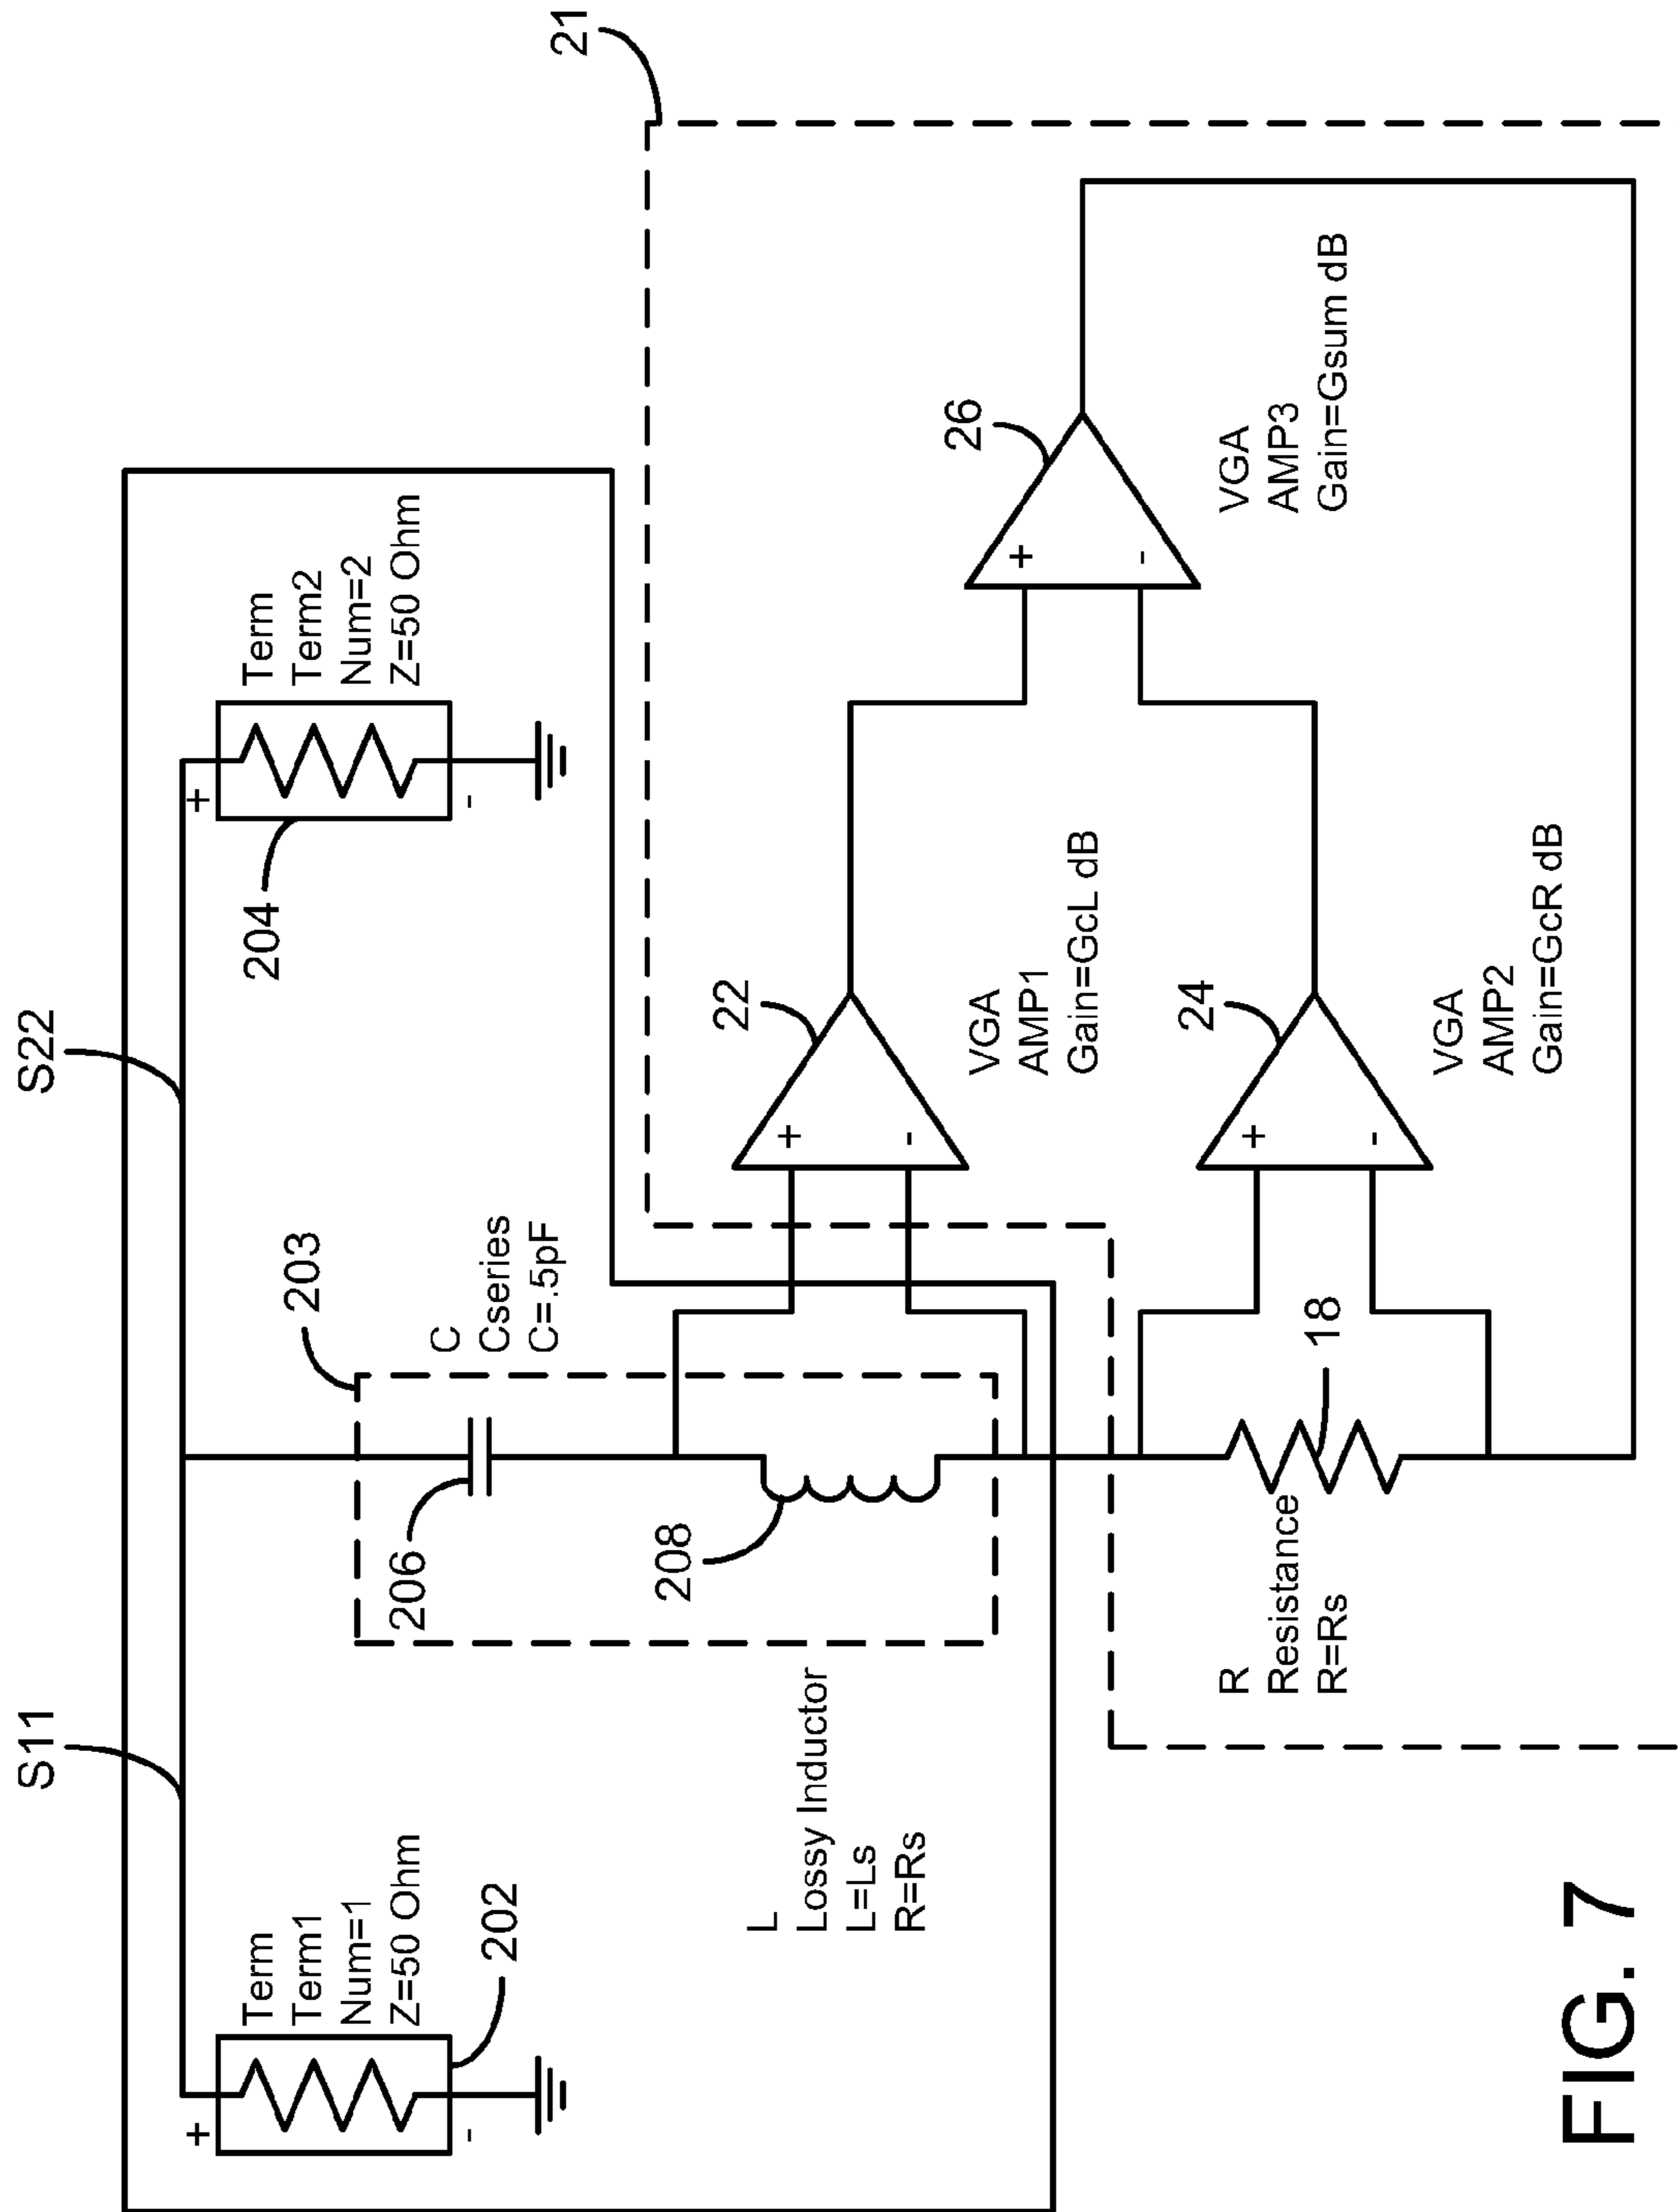 S11
S22
+
-
Term
Term1
Num=1
Z=50 Ohm
202
+
-
Term
Term2
Num=2
Z=50 Ohm
204
203
C
Cseries
C=.5pF
206
208
L
Lossy Inductor
L=Ls
R=Rs
21
22
+
-
VGA
AMP1
Gain=GcL dB
26
+
-
VGA
AMP3
Gain=Gsum dB
R
Resistance
R=Rs
18
24
+
-
VGA
AMP2
Gain=GcR dB
FIG. 7